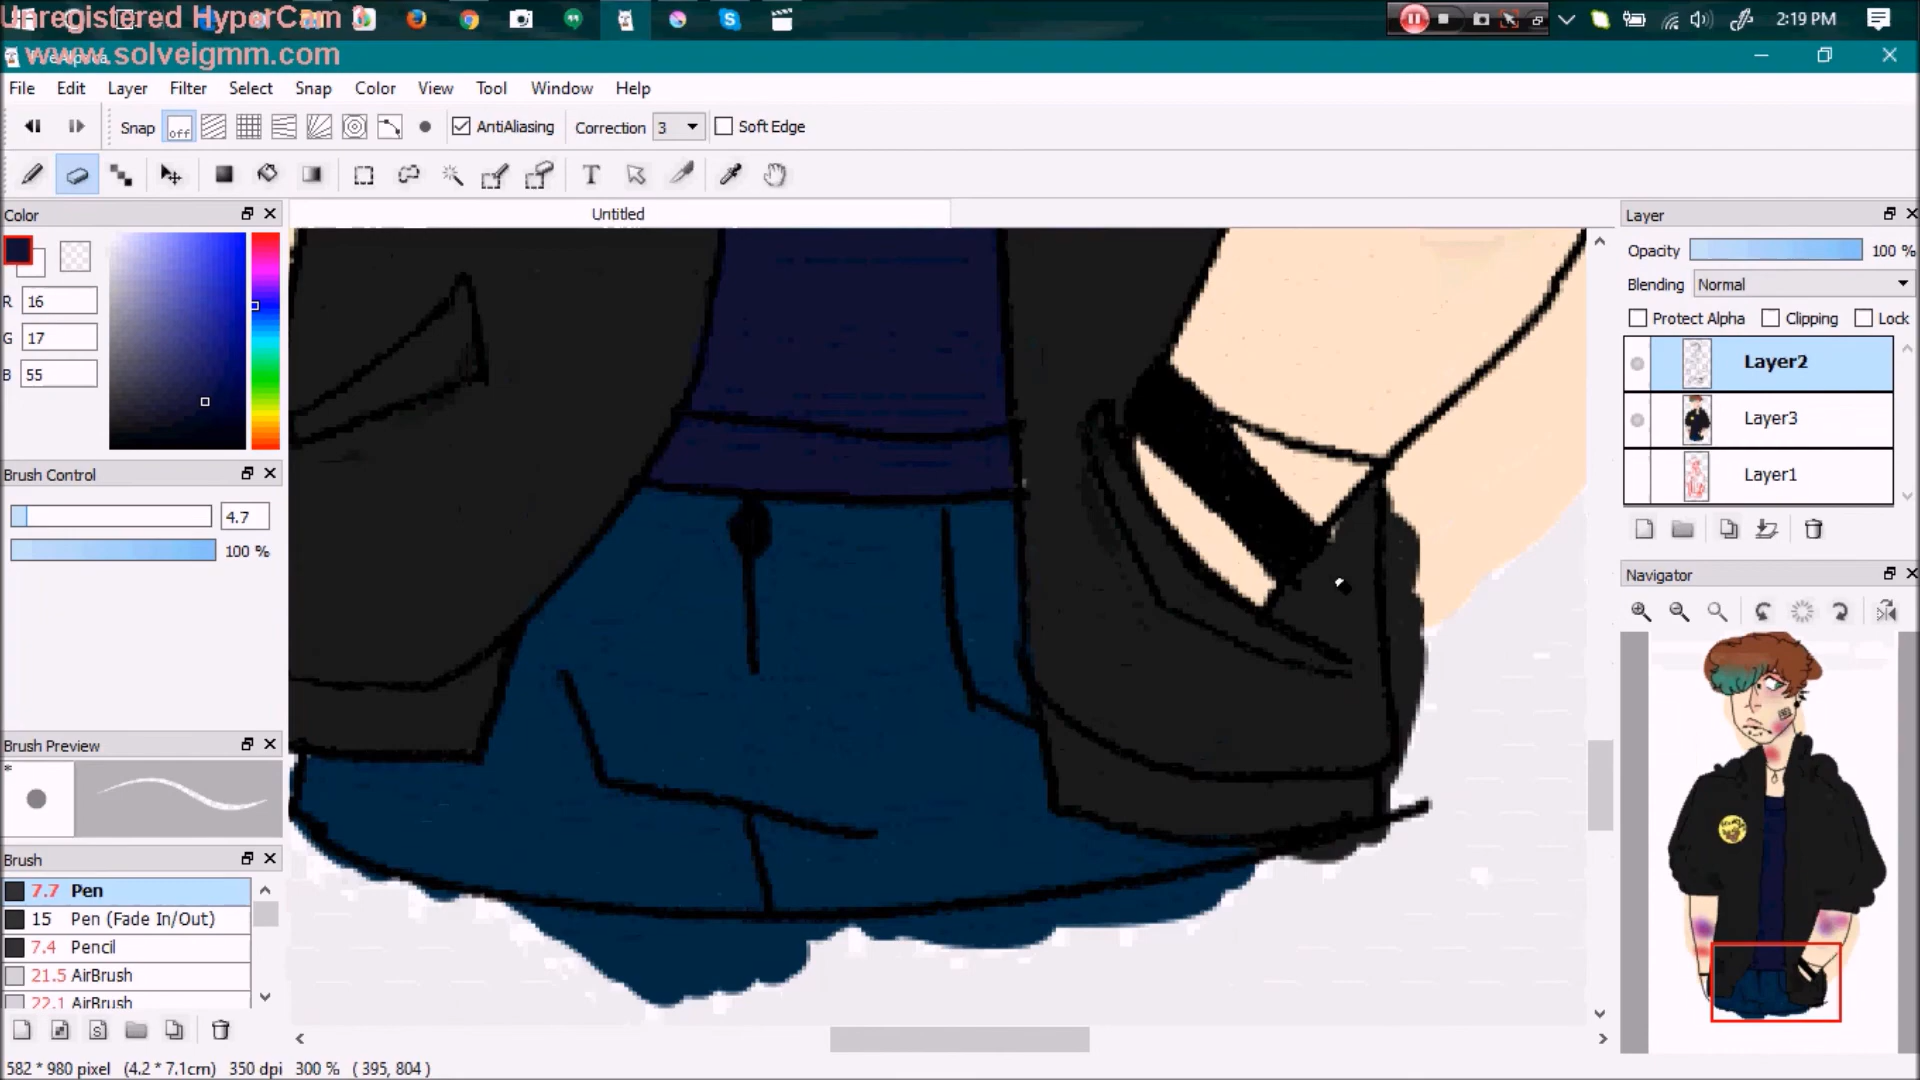 Unregistered HyperCam
www.solveigmm.com
2:19 PM
File Edit Layer Filter Select Snap Color View Tool Window Help
Snap off AntiAliasing Correction 3 Soft Edge
Color
Untitled
R 16
G 17
B 55
Brush Control
4.7
100 %
Brush Preview
*
Brush
7.7 Pen
15 Pen (Fade In/Out)
7.4 Pencil
21.5 AirBrush
22.1 AirBrush
582 * 980 pixel (4.2 * 7.1cm) 350 dpi 300 % ( 395, 804 )
Layer
Opacity 100 %
Blending Normal
Protect Alpha Clipping Lock
Layer2
Layer3
Layer1
Navigator